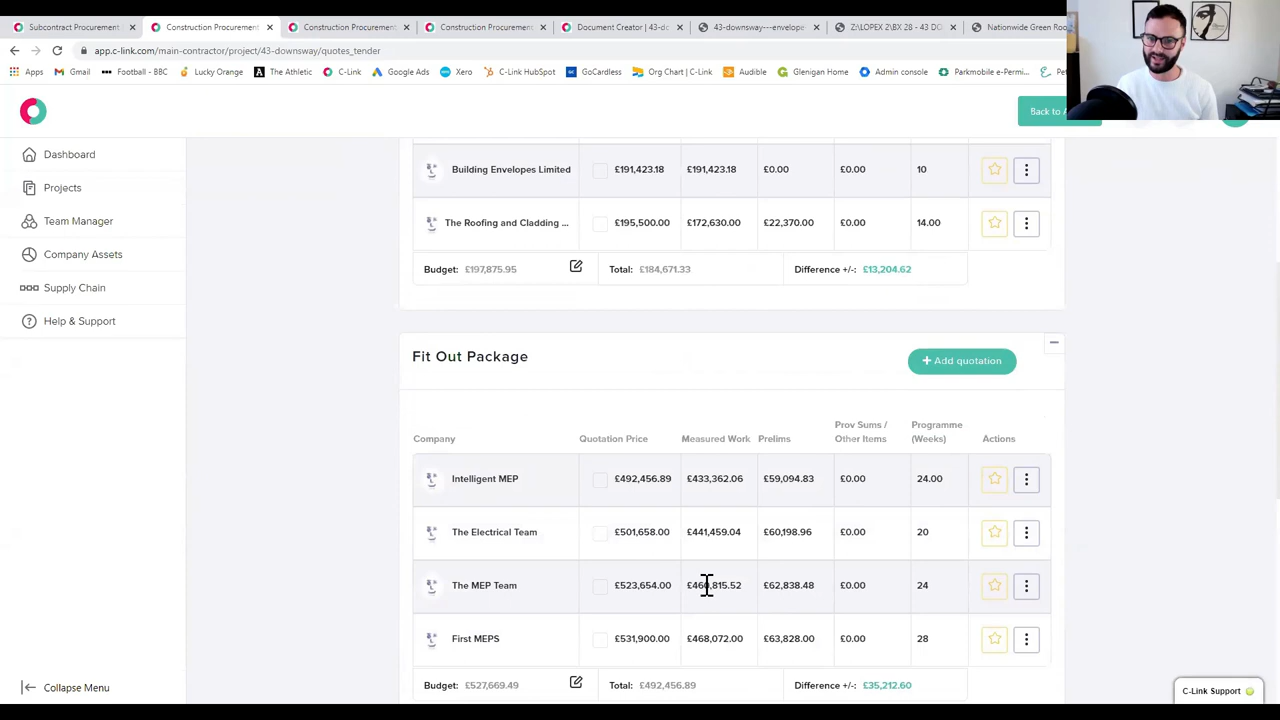 Subcontract Procurement
Construction Procurement
Construction Procurement
Construction Procurement
Document Creator | 43-do
43-downsway---envelope
Z:\LOPEX 2\BX 28 - 43 DO
Nationwide Green Roo
app.c-link.com/main-contractor/project/43-downsway/quotes_tender
Apps
Gmail
Football - BBC
Lucky Orange
The Athletic
C-Link
Google Ads
Xero
C-Link HubSpot
GoCardless
Org Chart | C-Link
Audible
Glenigan Home
Admin console
Parkmobile e-Permi...
Back to A
Dashboard
Projects
Team Manager
Company Assets
Supply Chain
Help & Support
Building Envelopes Limited £191,423.18 £191,423.18 £0.00 £0.00 10
The Roofing and Cladding ... £195,500.00 £172,630.00 £22,370.00 £0.00 14.00
Budget: £197,875.95 Total: £184,671.33 Difference +/-: £13,204.62
Fit Out Package
+ Add quotation
Company Quotation Price Measured Work Prelims Prov Sums / Other Items Programme (Weeks) Actions
Intelligent MEP £492,456.89 £433,362.06 £59,094.83 £0.00 24.00
The Electrical Team £501,658.00 £441,459.04 £60,198.96 £0.00 20
The MEP Team £523,654.00 £460,815.52 £62,838.48 £0.00 24
First MEPS £531,900.00 £468,072.00 £63,828.00 £0.00 28
Budget: £527,669.49 Total: £492,456.89 Difference +/-: £35,212.60
Collapse Menu
C-Link Support